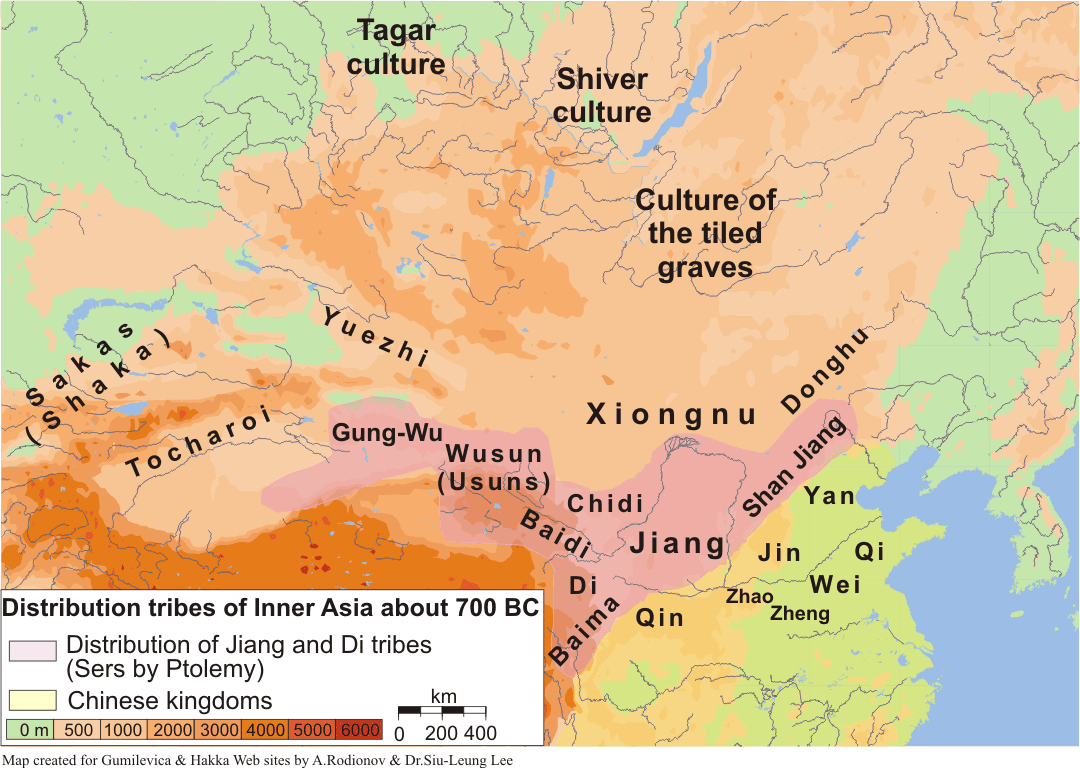 Tagar
culture
Shiver
culture
Culture of
the tiled
graves
Sakas
(Shaka)
Yuezhi
Tocharoi
Donghu
Xiongnu
Gung-Wu
Wusun
(Usuns)
Shan Jiang
Chidi
Yan
Baidi
Jiang
Jin
Qi
Di
Wei
Zhao
Zheng
Baima
Qin
Distribution tribes of Inner Asia about 700 BC
Distribution of Jiang and Di tribes
(Sers by Ptolemy)
Chinese kingdoms
km
0 200 400
0 m 500 1000 2000 3000 4000 5000 6000
Map created for Gumilevica & Hakka Web sites by A.Rodionov & Dr.Siu-Leung Lee